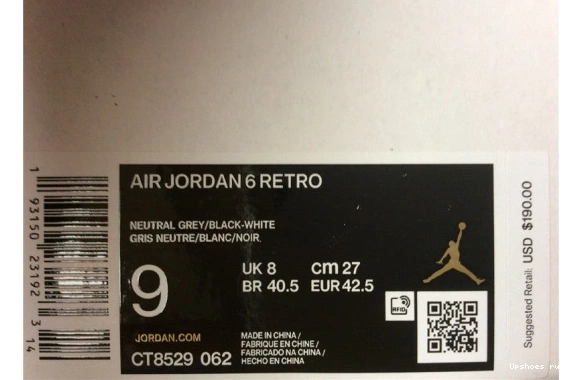 AIR JORDAN 6 RETRO
NEUTRAL GREY/BLACK-WHITE
GRIS NEUTRE/BLANC/NOIR
9
UK 8 cm 27
BR 40.5 EUR 42.5
RFID
JORDAN.COM
CT8529 062
MADE IN CHINA /
FABRIQUE EN CHINE /
FABRICADO NA CHINA /
HECHO EN CHINA
1 93150 23192 3 14
Suggested Retail: USD $190.00